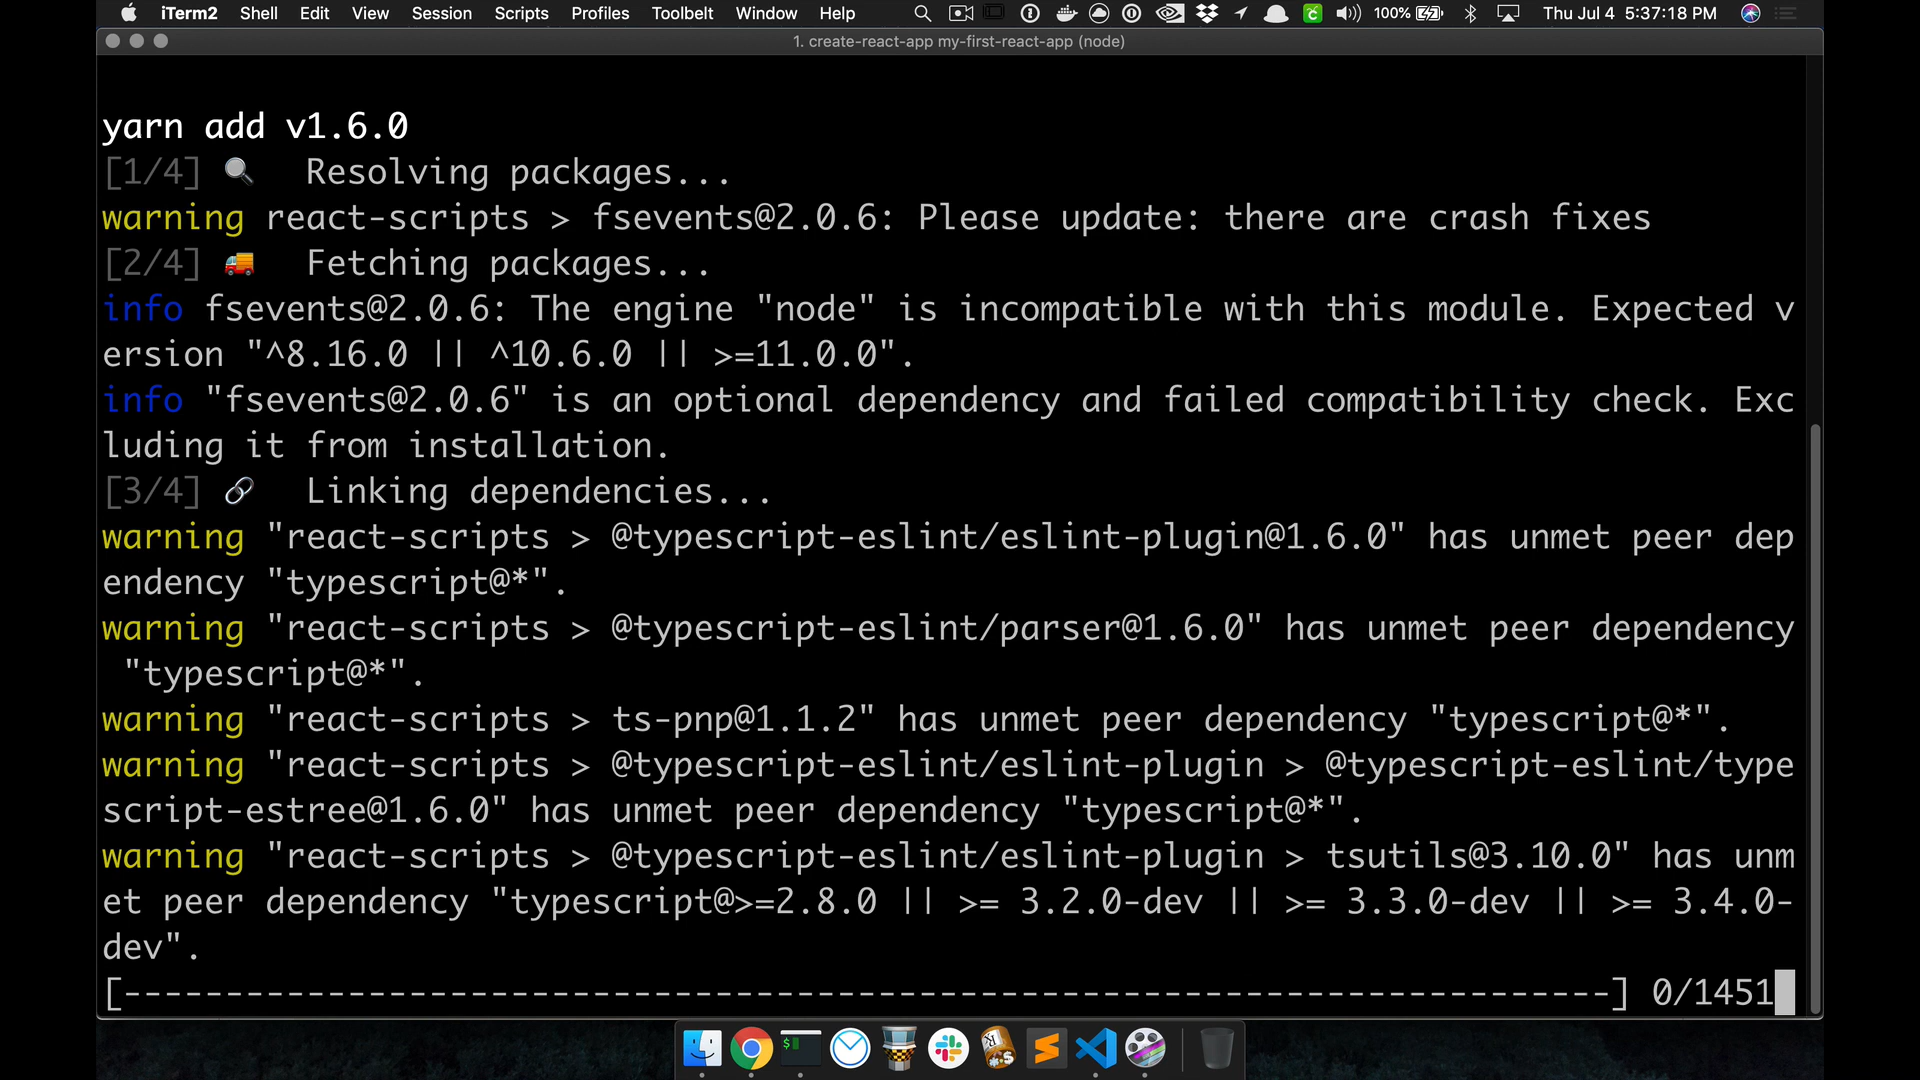 iTerm2 Shell Edit View Session Scripts Profiles Toolbelt Window Help 100% Thu Jul 4 5:37:18 PM
1. create-react-app my-first-react-app (node)
yarn add v1.6.0
[1/4] 🔍 Resolving packages...
warning react-scripts > fsevents@2.0.6: Please update: there are crash fixes
[2/4] 🚚 Fetching packages...
info fsevents@2.0.6: The engine "node" is incompatible with this module. Expected v
ersion "^8.16.0 || ^10.6.0 || >=11.0.0".
info "fsevents@2.0.6" is an optional dependency and failed compatibility check. Exc
luding it from installation.
[3/4] 🔗 Linking dependencies...
warning "react-scripts > @typescript-eslint/eslint-plugin@1.6.0" has unmet peer dep
endency "typescript@*".
warning "react-scripts > @typescript-eslint/parser@1.6.0" has unmet peer dependency
"typescript@*".
warning "react-scripts > ts-pnp@1.1.2" has unmet peer dependency "typescript@*".
warning "react-scripts > @typescript-eslint/eslint-plugin > @typescript-eslint/type
script-estree@1.6.0" has unmet peer dependency "typescript@*".
warning "react-scripts > @typescript-eslint/eslint-plugin > tsutils@3.10.0" has unm
et peer dependency "typescript@>=2.8.0 || >= 3.2.0-dev || >= 3.3.0-dev || >= 3.4.0-
dev".
[-------------------------------------------------------------------------] 0/1451